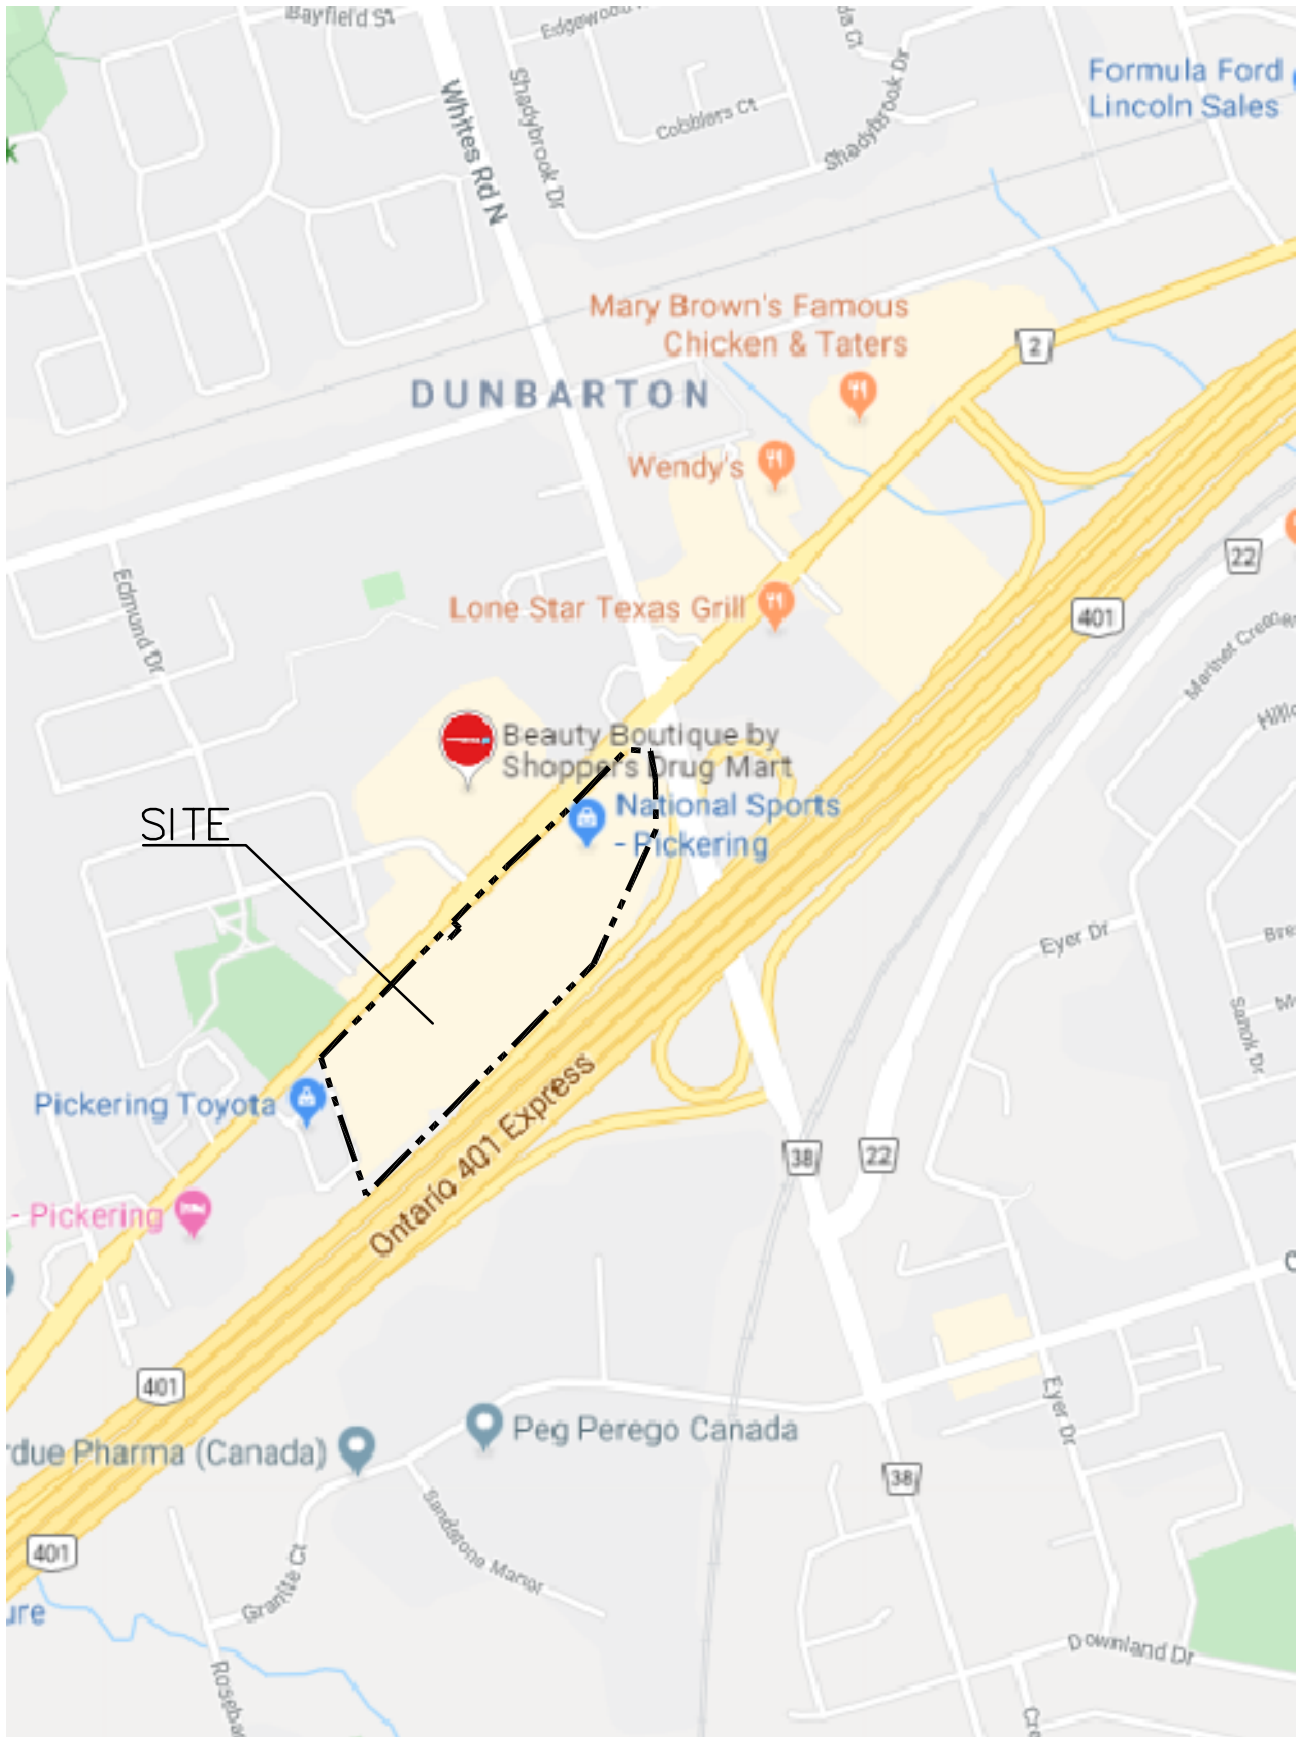 Bayfield St
Whites Rd N
Shadybrook Dr
Cobblers Ct
Shadybrook Dr
Formula Ford
Lincoln Sales
Mary Brown's Famous
Chicken & Taters
2
DUNBARTON
Wendy's
22
Edmund Dr
Lone Star Texas Grill
401
Beauty Boutique by
Shoppers Drug Mart
National Sports
- Pickering
SITE
Eyer Dr
Pickering Toyota
Ontario 401 Express
38
22
- Pickering
401
Eyer Dr
Peg Perego Canada
rdue Pharma (Canada)
38
Sandstone Manor
401
Granite Ct
ure
Downland Dr